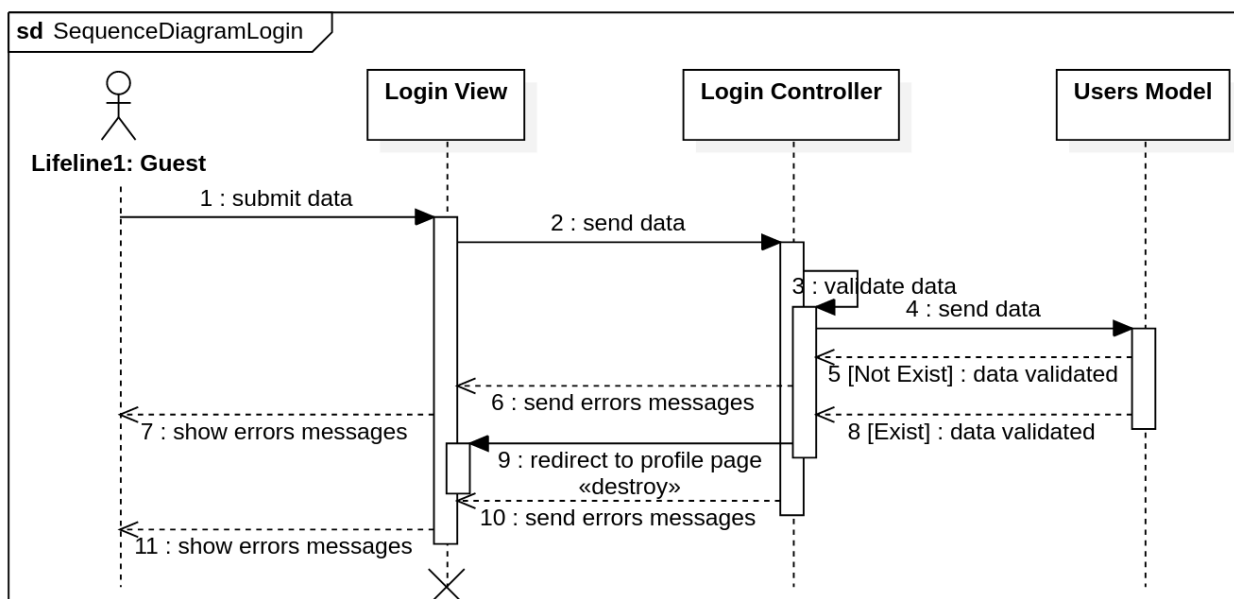 sd SequenceDiagramLogin
Login View
Login Controller
Users Model
Lifeline1: Guest
1 : submit data
2 : send data
3 : validate data
4 : send data
5 [Not Exist] : data validated
6 : send errors messages
7 : show errors messages
8 [Exist] : data validated
9 : redirect to profile page
«destroy»
10 : send errors messages
11 : show errors messages